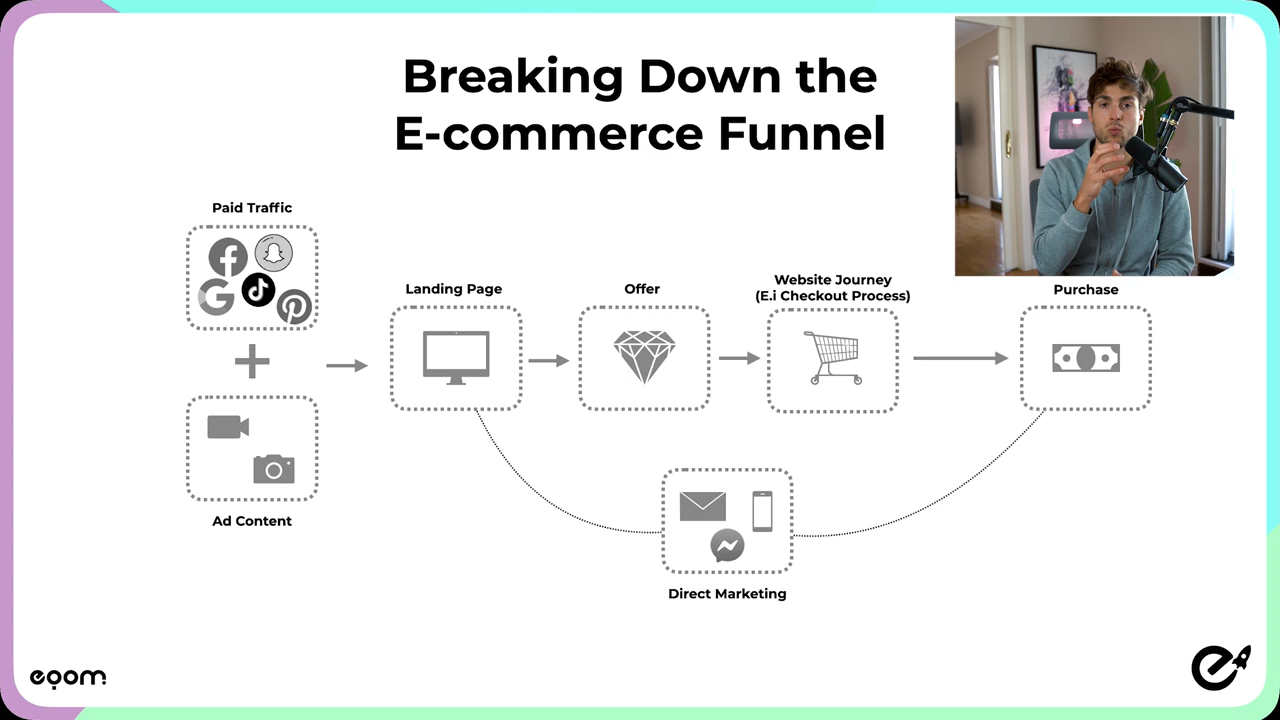 Breaking Down the
E-commerce Funnel
Paid Traffic
Landing Page
Offer
Website Journey
(E.i Checkout Process)
Purchase
Ad Content
Direct Marketing
eqom